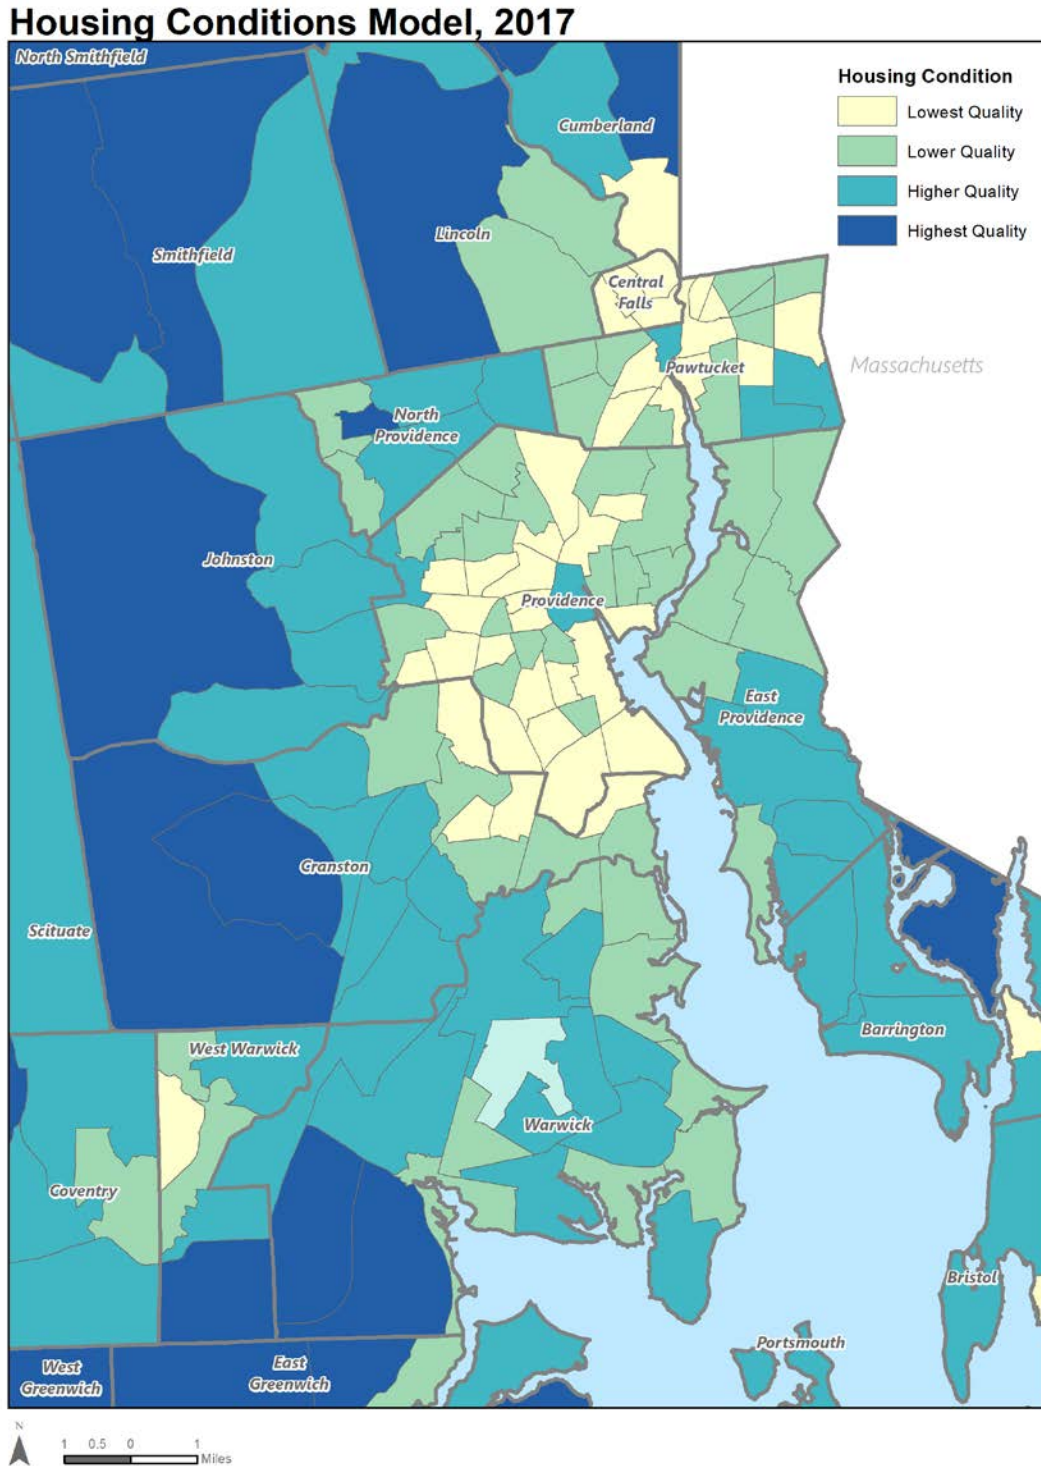 Housing Conditions Model, 2017
North Smithfield
Housing Condition
Lowest Quality
Lower Quality
Higher Quality
Highest Quality
Cumberland
Lincoln
Smithfield
Central
Falls
Massachusetts
Pawtucket
North
Providence
Johnston
Providence
East
Providence
Cranston
Scituate
Barrington
West Warwick
Warwick
Coventry
Bristol
Portsmouth
West
Greenwich
East
Greenwich
N
1 0.5 0 1
Miles